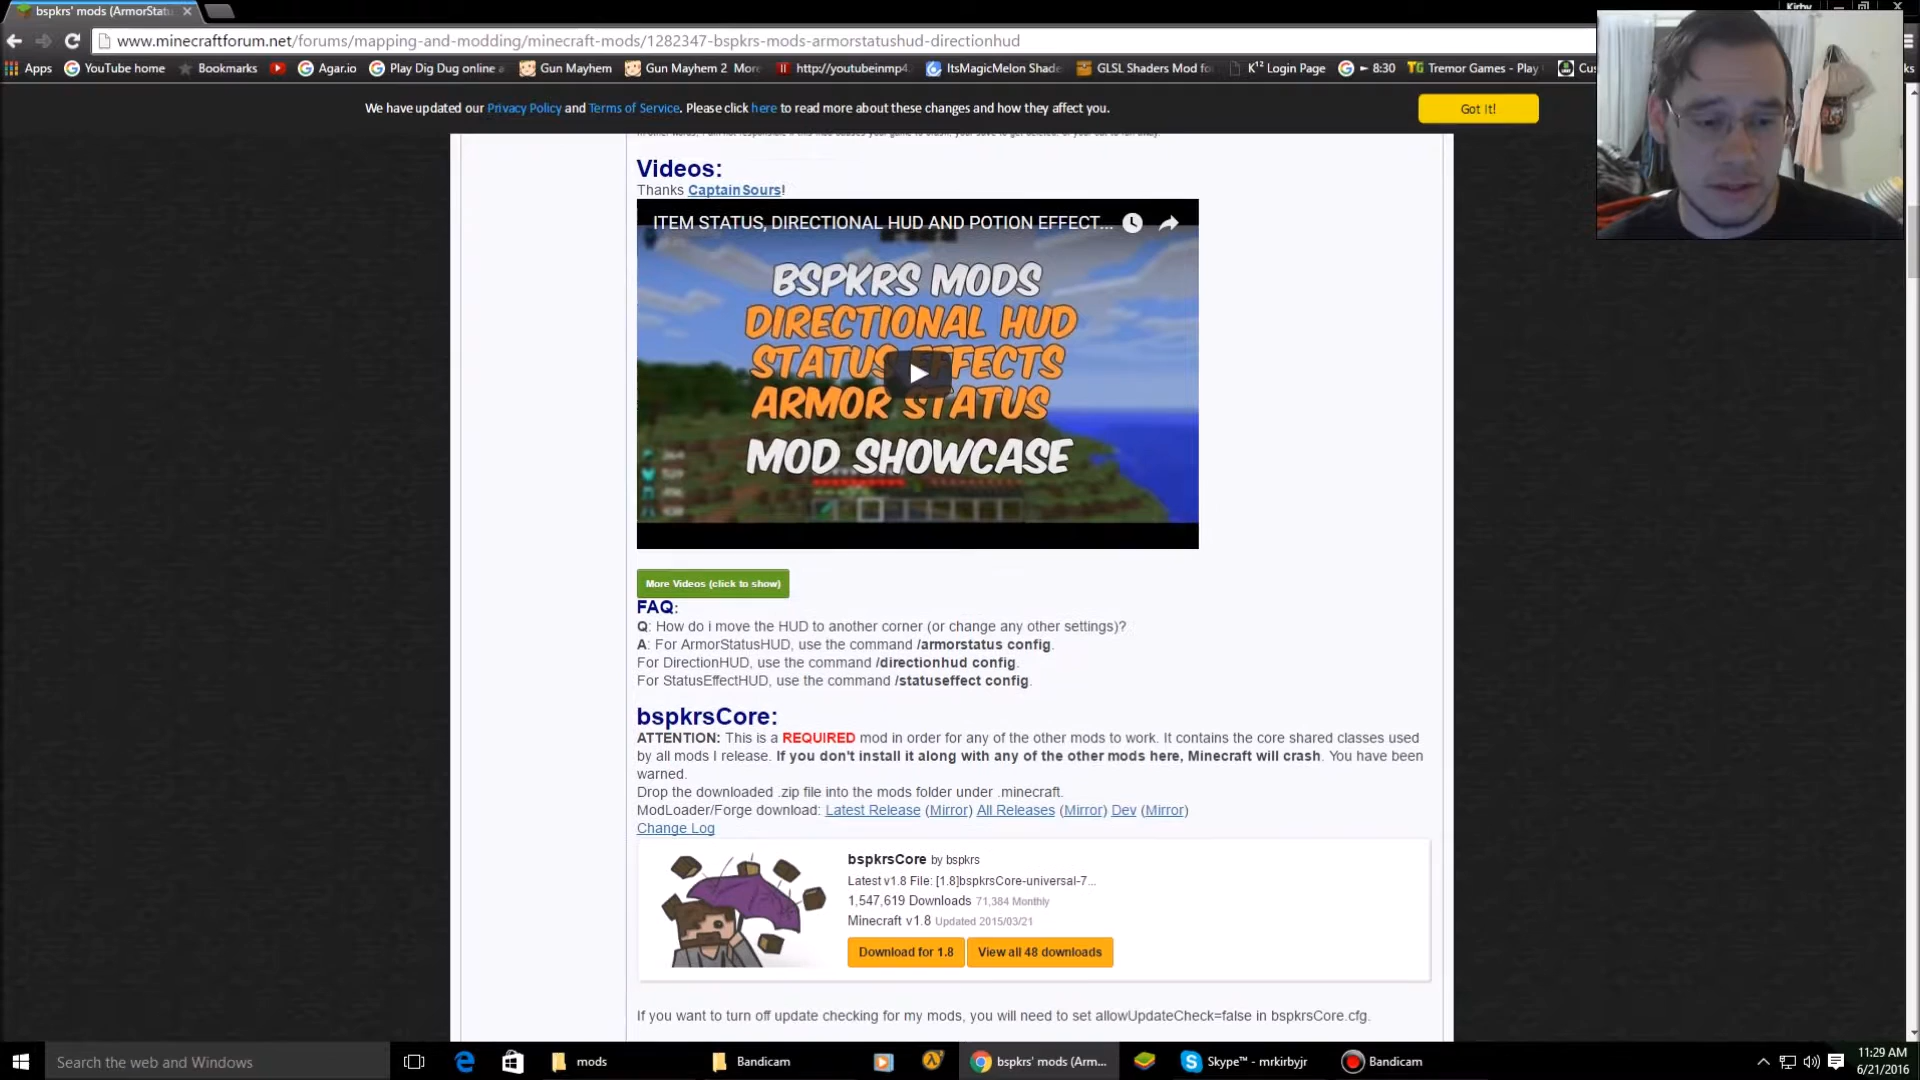 bspkrs' mods (ArmorStatu
Kirby
www.minecraftforum.net/forums/mapping-and-modding/minecraft-mods/1282347-bspkrs-mods-armorstatushud-directionhud
Apps YouTube home Bookmarks Agar.io Play Dig Dug online a Gun Mayhem Gun Mayhem 2 More http://youtubeinmp4. ItsMagicMelon Shade GLSL Shaders Mod fo K¹² Login Page 8:30 TG Tremor Games - Play Cus
We have updated our Privacy Policy and Terms of Service. Please click here to read more about these changes and how they affect you.
Got It!
Videos:
Thanks CaptainSours!
ITEM STATUS, DIRECTIONAL HUD AND POTION EFFECT...
BSPKRS MODS
DIRECTIONAL HUD
STATUS EFFECTS
ARMOR STATUS
MOD SHOWCASE
More Videos (click to show)
FAQ:
Q: How do i move the HUD to another corner (or change any other settings)?
A: For ArmorStatusHUD, use the command /armorstatus config.
For DirectionHUD, use the command /directionhud config.
For StatusEffectHUD, use the command /statuseffect config.
bspkrsCore:
ATTENTION: This is a REQUIRED mod in order for any of the other mods to work. It contains the core shared classes used
by all mods I release. If you don't install it along with any of the other mods here, Minecraft will crash. You have been
warned.
Drop the downloaded .zip file into the mods folder under .minecraft.
ModLoader/Forge download: Latest Release (Mirror) All Releases (Mirror) Dev (Mirror)
Change Log
bspkrsCore by bspkrs
Latest v1.8 File: [1.8]bspkrsCore-universal-7...
1,547,619 Downloads 71,384 Monthly
Minecraft v1.8 Updated 2015/03/21
Download for 1.8 View all 48 downloads
If you want to turn off update checking for my mods, you will need to set allowUpdateCheck=false in bspkrsCore.cfg.
Search the web and Windows
mods
Bandicam
bspkrs' mods (Arm...
Skype™ - mrkirbyjr
Bandicam
11:29 AM
6/21/2016